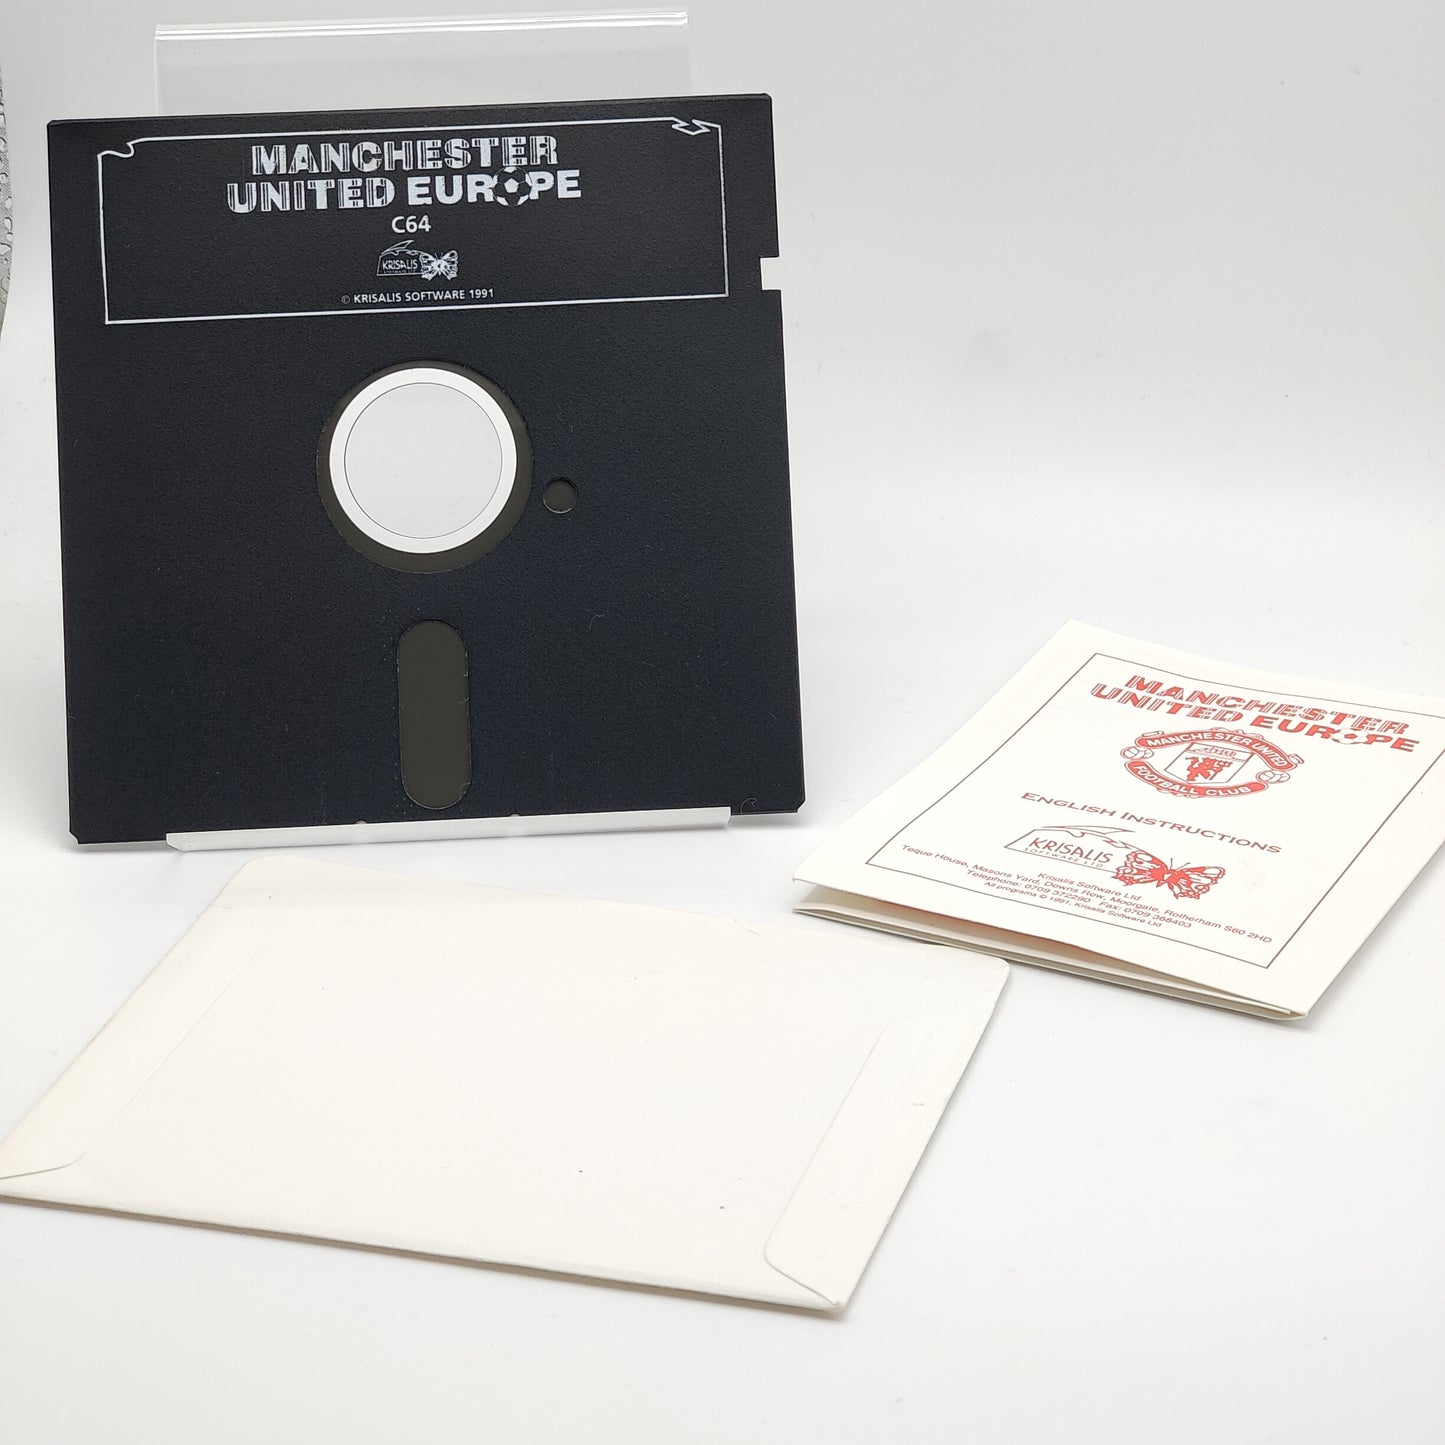 MANCHESTER
UNITED EUROPE
C64
KRISALIS
SOFTWARE LTD
© KRISALIS SOFTWARE 1991
MANCHESTER
UNITED EUROPE
MANCHESTER UNITED
FOOTBALL CLUB
ENGLISH INSTRUCTIONS
KRISALIS
SOFTWARE LTD
Krisalis Software Ltd
Teque House, Masons Yard, Downs Row, Moorgate, Rotherham S60 2HD
Telephone: 0709 372290 Fax: 0709 368403
All programs © 1991, Krisalis Software Ltd